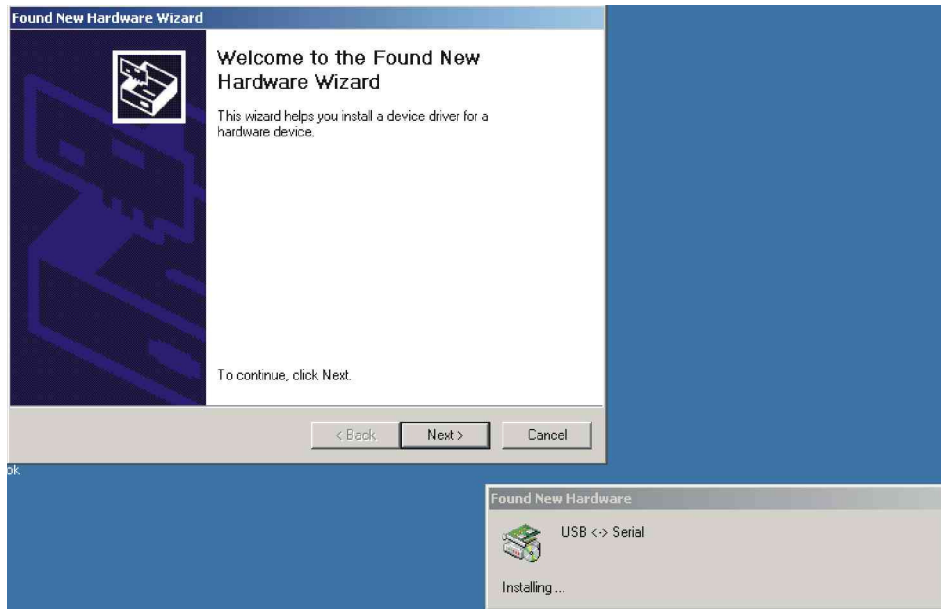 Found New Hardware Wizard
Welcome to the Found New
Hardware Wizard
This wizard helps you install a device driver for a
hardware device.
To continue, click Next.
< Back
Next >
Cancel
ok
Found New Hardware
USB <-> Serial
Installing ...